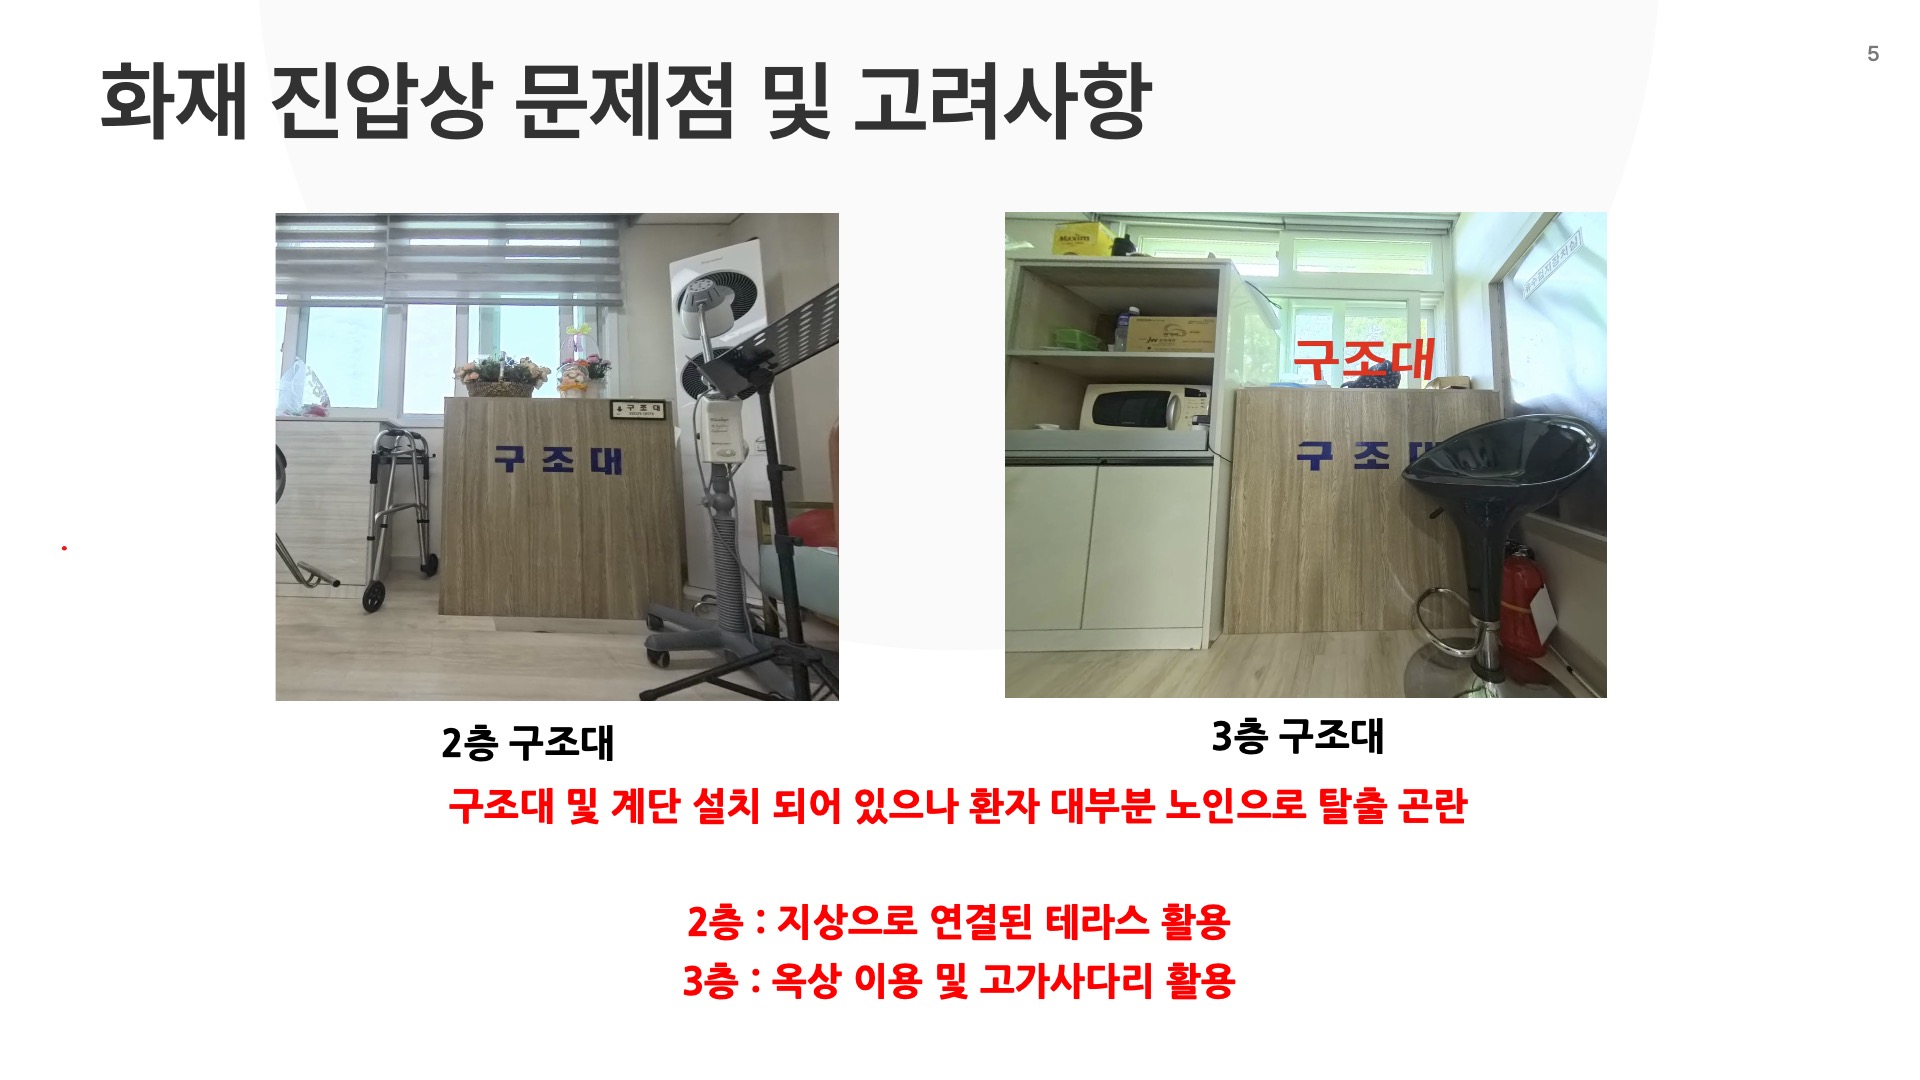 화재 진압상 문제점 및 고려사항
5
구조대
구조대
Maxim
구조대
구조
2층 구조대
3층 구조대
구조대 및 계단 설치 되어 있으나 환자 대부분 노인으로 탈출 곤란
2층 : 지상으로 연결된 테라스 활용
3층 : 옥상 이용 및 고가사다리 활용